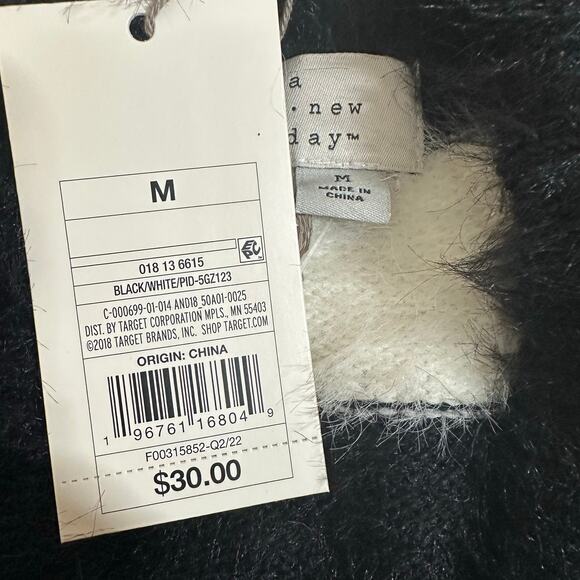 M
EPC
018 13 6615
BLACK/WHITE/PID-5GZ123
C-000699-01-014 AND18_50A01-0025
DIST. BY TARGET CORPORATION MPLS., MN 55403
©2018 TARGET BRANDS, INC. SHOP TARGET.COM
ORIGIN: CHINA
1 96761 16804 9
F00315852-Q2/22
$30.00
a
· new
day™
M
MADE IN
CHINA